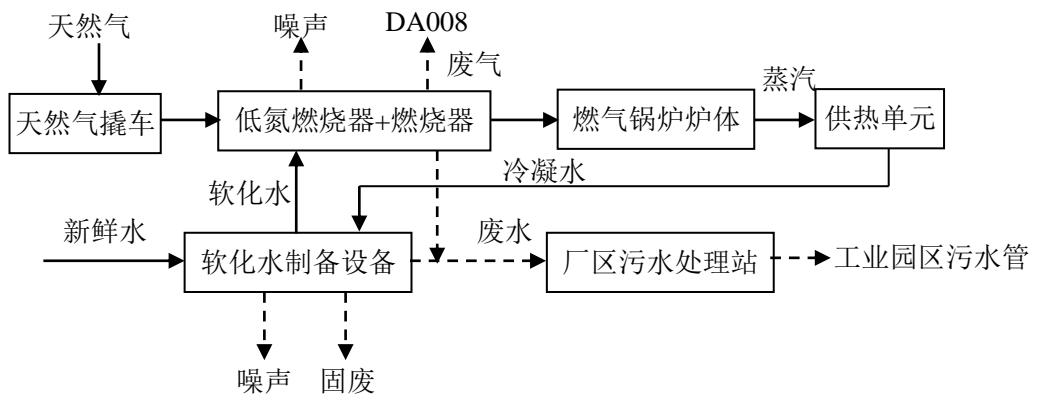 天然气
噪声
DA008
废气
蒸汽
天然气撬车
低氮燃烧器+燃烧器
燃气锅炉炉体
供热单元
冷凝水
软化水
新鲜水
废水
软化水制备设备
厂区污水处理站
工业园区污水管
噪声
固废